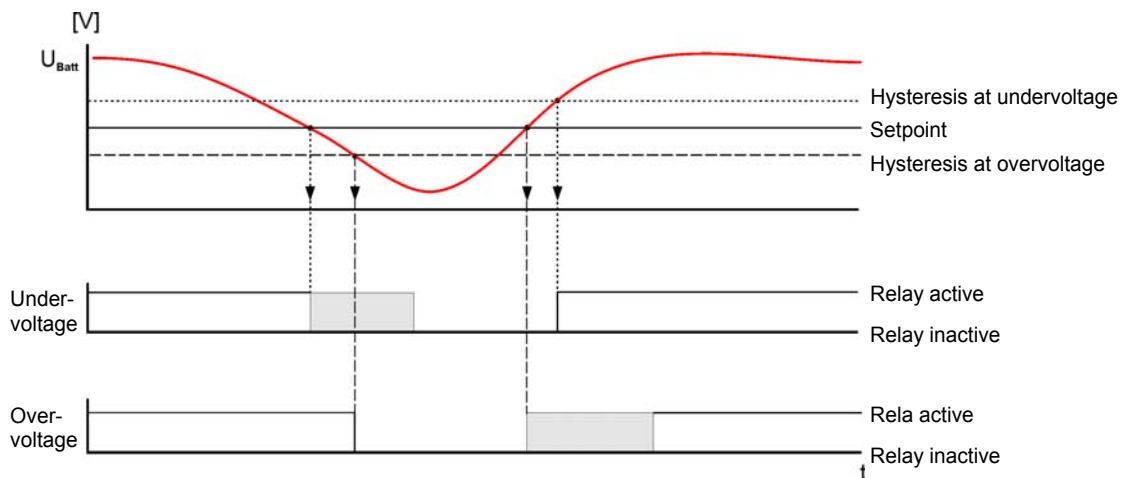 [V]
U Batt
Hysteresis at undervoltage
Setpoint
Hysteresis at overvoltage
Under-
voltage
Relay active
Relay inactive
Over-
voltage
Rela active
Relay inactive
t